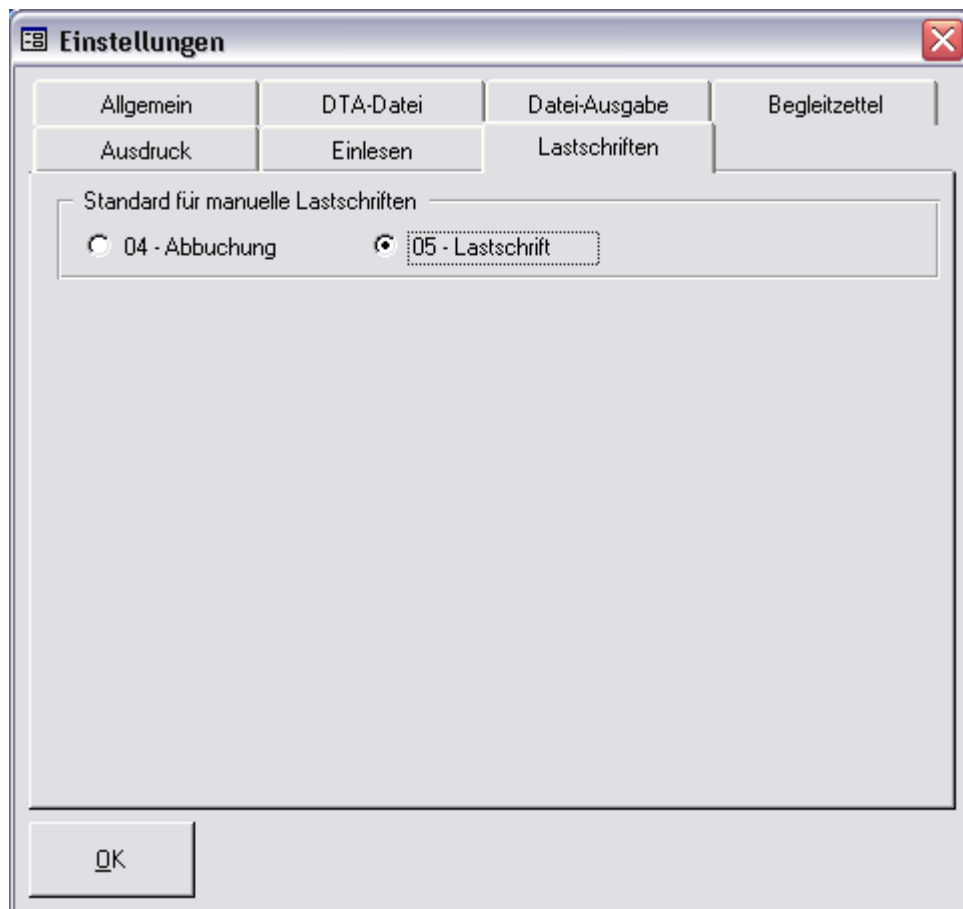 Einstellungen
Allgemein DTA-Datei Datei-Ausgabe Begleitzettel
Ausdruck Einlesen Lastschriften
Standard für manuelle Lastschriften
04 - Abbuchung 05 - Lastschrift
OK